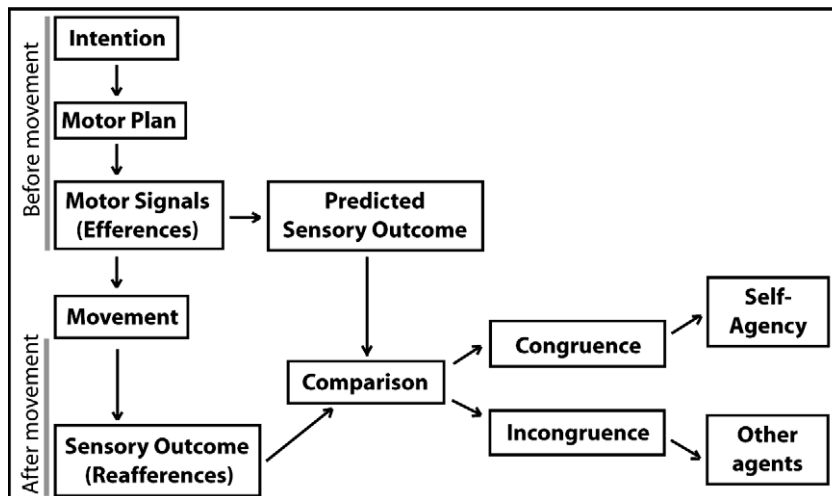 Before movement
Intention
Motor Plan
Motor Signals
(Efferences)
Predicted
Sensory Outcome
Movement
After movement
Sensory Outcome
(Reafferences)
Comparison
Congruence
Incongruence
Self-
Agency
Other
agents